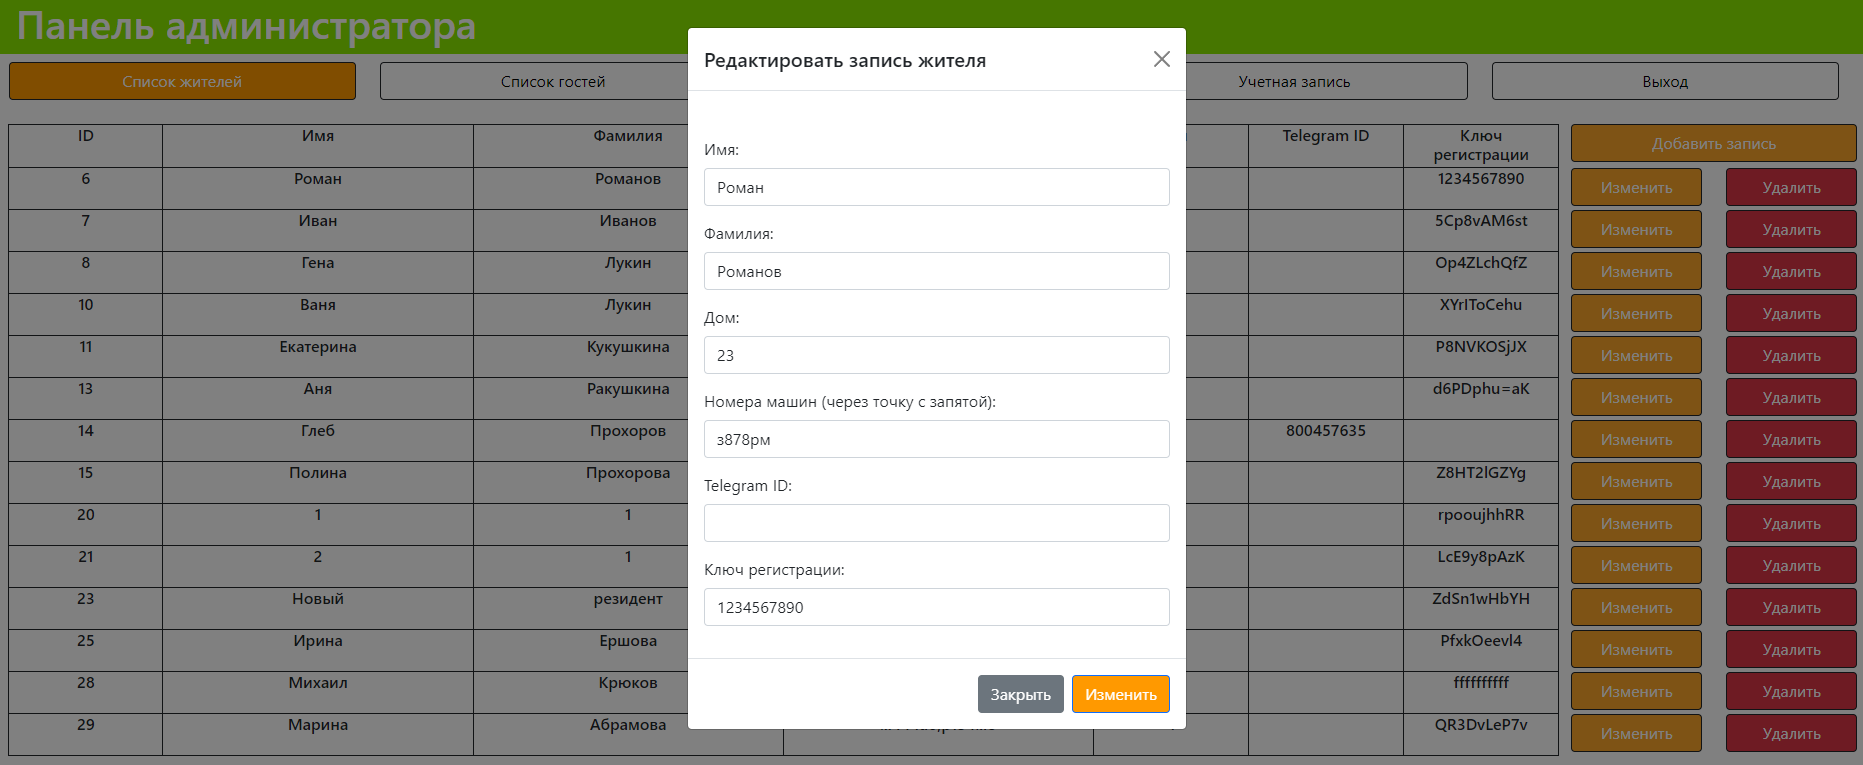 Панель администратора
Список жителей
Список гостей
Учетная запись
Выход
Редактировать запись жителя
Имя:
Роман
Фамилия:
Романов
Дом:
23
Номера машин (через точку с запятой):
з878рм
Telegram ID:
Ключ регистрации:
1234567890
Закрыть Изменить
ID Имя Фамилия Telegram ID Ключ
регистрации
Добавить запись
6 Роман Романов 1234567890 Изменить Удалить
7 Иван Иванов 5Cp8vAM6st Изменить Удалить
8 Гена Лукин Op4ZLchQfZ Изменить Удалить
10 Ваня Лукин XYrIToCehu Изменить Удалить
11 Екатерина Кукушкина P8NVKOSjJX Изменить Удалить
13 Аня Ракушкина d6PDphu=aK Изменить Удалить
14 Глеб Прохоров 800457635 Изменить Удалить
15 Полина Прохорова Z8HT2lGZYg Изменить Удалить
20 1 1 rpooujhhRR Изменить Удалить
21 2 1 LcE9y8pAzK Изменить Удалить
23 Новый резидент ZdSn1wHbYH Изменить Удалить
25 Ирина Ершова PfxkOeevl4 Изменить Удалить
28 Михаил Крюков ffffffffff Изменить Удалить
29 Марина Абрамова QR3DvLeP7v Изменить Удалить